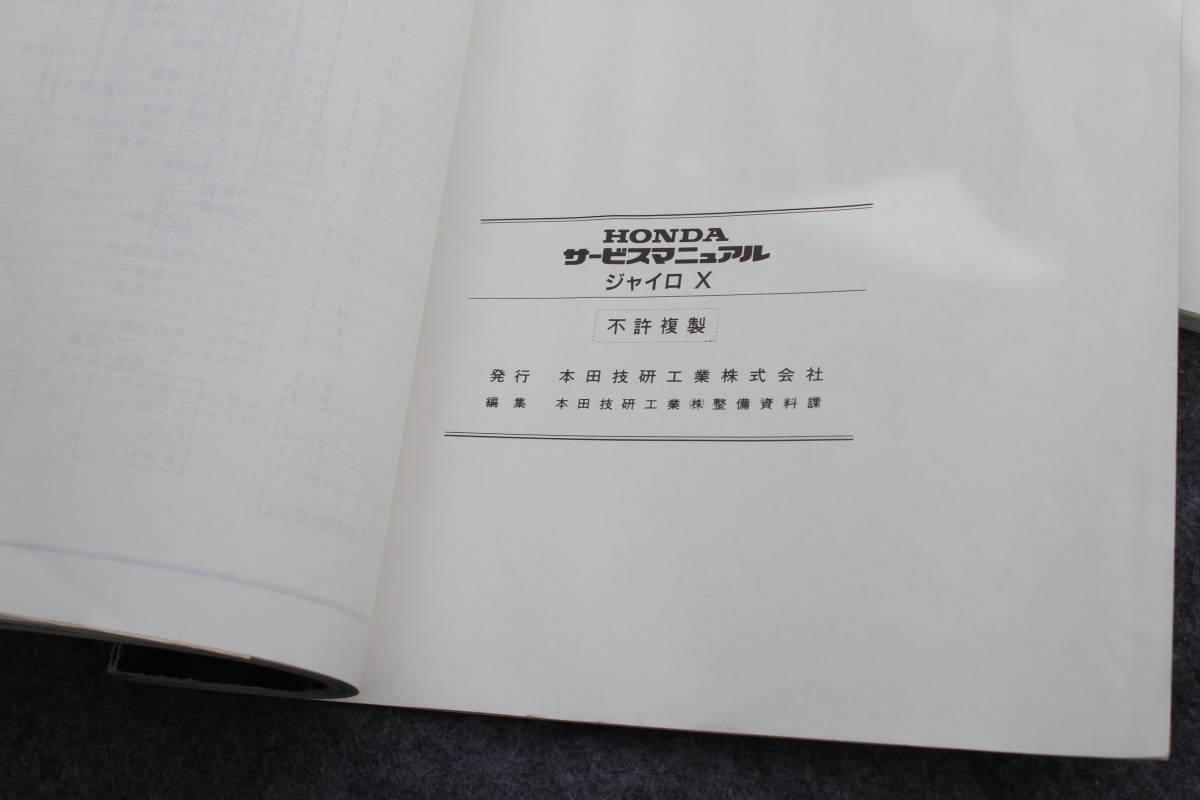 HONDA
サービスマニュアル
ジャイロ X
不許複製
発行 本田技研工業株式会社
編集 本田技研工業㈱整備資料課